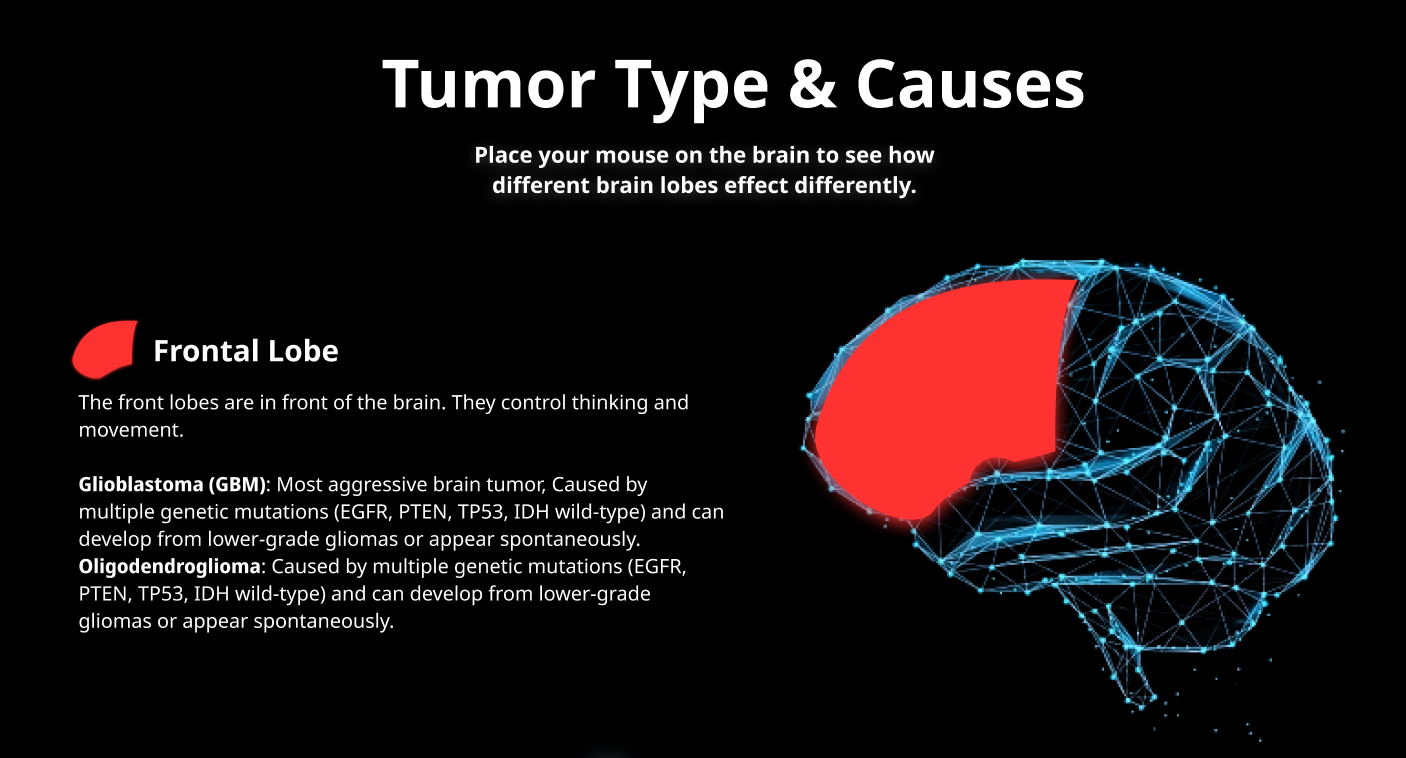 Tumor Type & Causes
Place your mouse on the brain to see how
different brain lobes effect differently.
Frontal Lobe
The front lobes are in front of the brain. They control thinking and
movement.
Glioblastoma (GBM): Most aggressive brain tumor, Caused by
multiple genetic mutations (EGFR, PTEN, TP53, IDH wild-type) and can
develop from lower-grade gliomas or appear spontaneously.
Oligodendroglioma: Caused by multiple genetic mutations (EGFR,
PTEN, TP53, IDH wild-type) and can develop from lower-grade
gliomas or appear spontaneously.